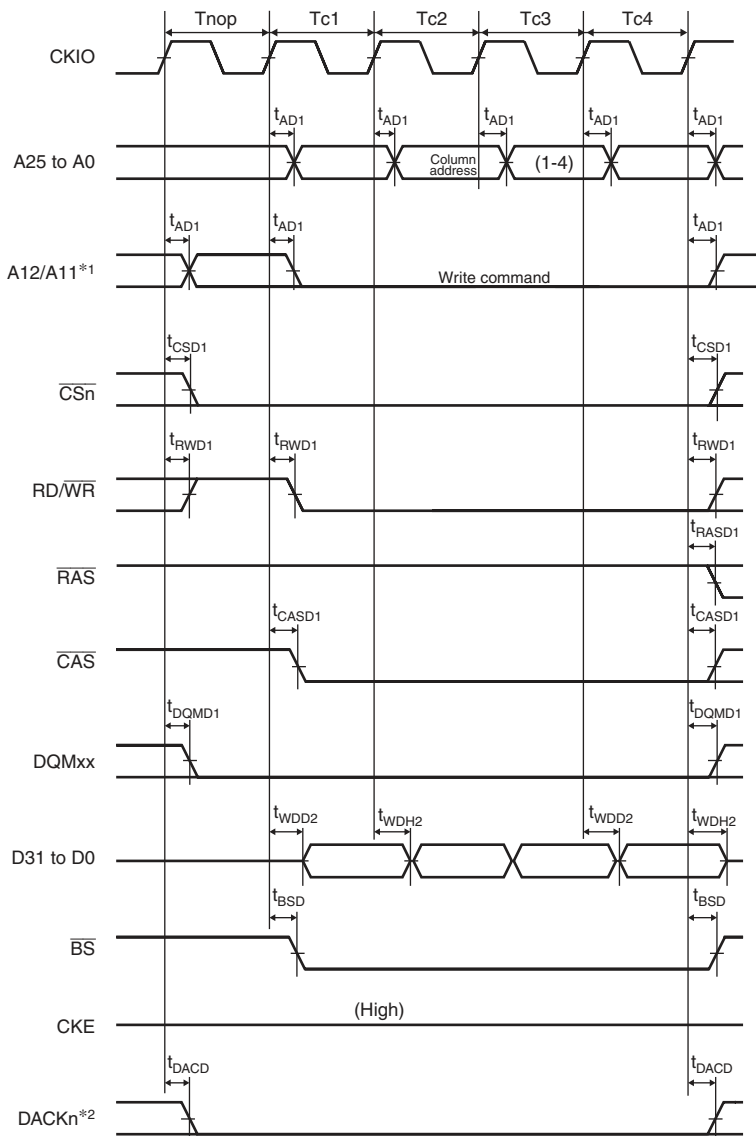 Tnop Tc1 Tc2 Tc3 Tc4
CKIO
tAD1 tAD1 tAD1 tAD1 tAD1
A25 to A0 Column address (1-4)
tAD1 tAD1 tAD1
A12/A11*1 Write command
tCSD1 tCSD1
CSn
tRWD1 tRWD1 tRWD1
RD/WR
tRASD1
RAS
tCASD1 tCASD1
CAS
tDQMD1 tDQMD1
DQMxx
tWDD2 tWDH2 tWDD2 tWDH2
D31 to D0
tBSD tBSD
BS
(High)
CKE
tDACD tDACD
DACKn*2